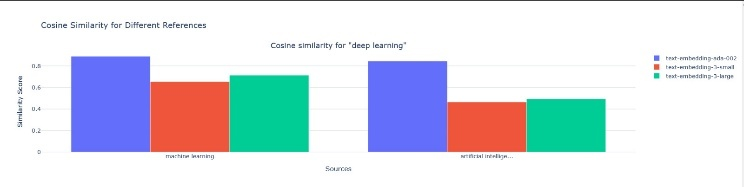 Cosine Similarity for Different References
Cosine similarity for "deep learning"
text-embedding-ada-002
text-embedding-3-small
text-embedding-3-large
Similarity Score
0.8
0.6
0.4
0.2
0
machine learning
artificial intellige...
Sources